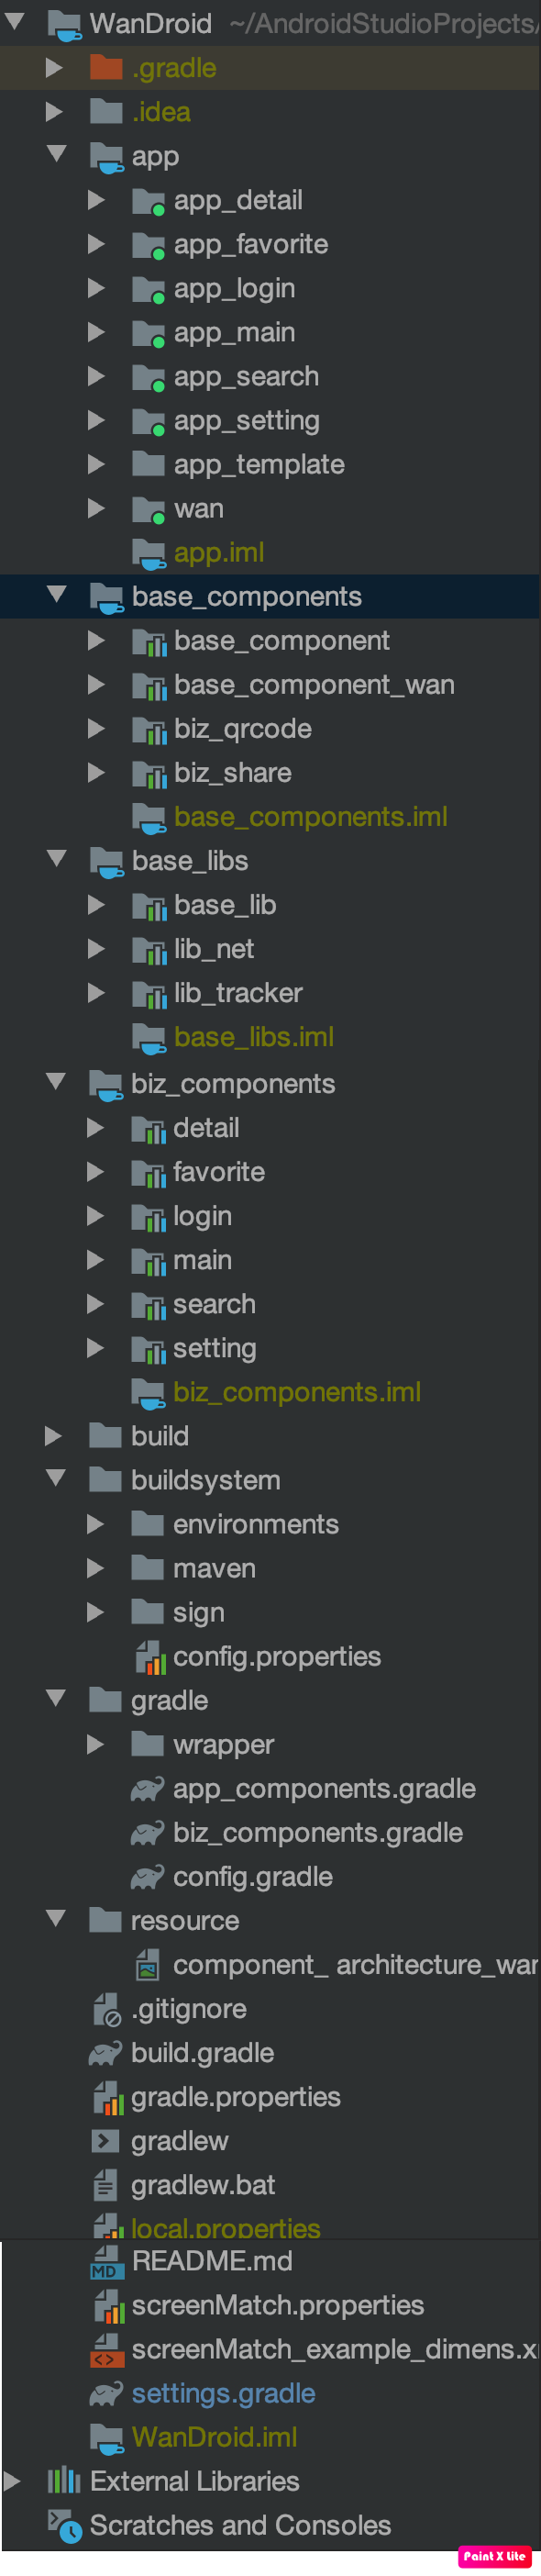 WanDroid ~/AndroidStudioProjects/
.gradle
.idea
app
app_detail
app_favorite
app_login
app_main
app_search
app_setting
app_template
wan
app.iml
base_components
base_component
base_component_wan
biz_qrcode
biz_share
base_components.iml
base_libs
base_lib
lib_net
lib_tracker
base_libs.iml
biz_components
detail
favorite
login
main
search
setting
biz_components.iml
build
buildsystem
environments
maven
sign
config.properties
gradle
wrapper
app_components.gradle
biz_components.gradle
config.gradle
resource
component_ architecture_wan
.gitignore
build.gradle
gradle.properties
gradlew
gradlew.bat
local.properties
MD README.md
screenMatch.properties
screenMatch_example_dimens.x
settings.gradle
WanDroid.iml
External Libraries
Scratches and Consoles
Paint X Lite